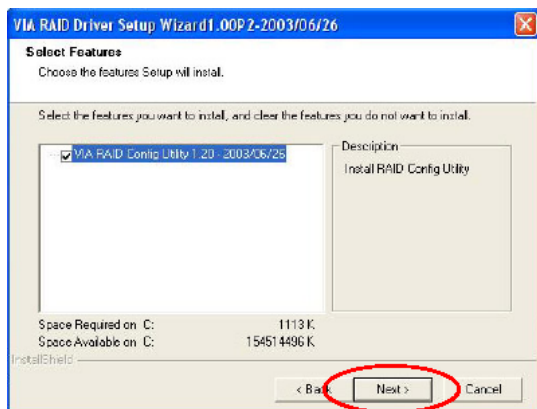 VIA RAID Driver Setup Wizard1.00P2-2003/06/26
Select Features
Choose the features Setup will install.
Select the features you want to install, and clear the features you do not want to install.
VIA RAID Config Utility 1.20 - 2003/06/26
Description
Install RAID Config Utility
Space Required on C: 1113 K
Space Available on C: 154514496 K
InstallShield
< Back
Next >
Cancel